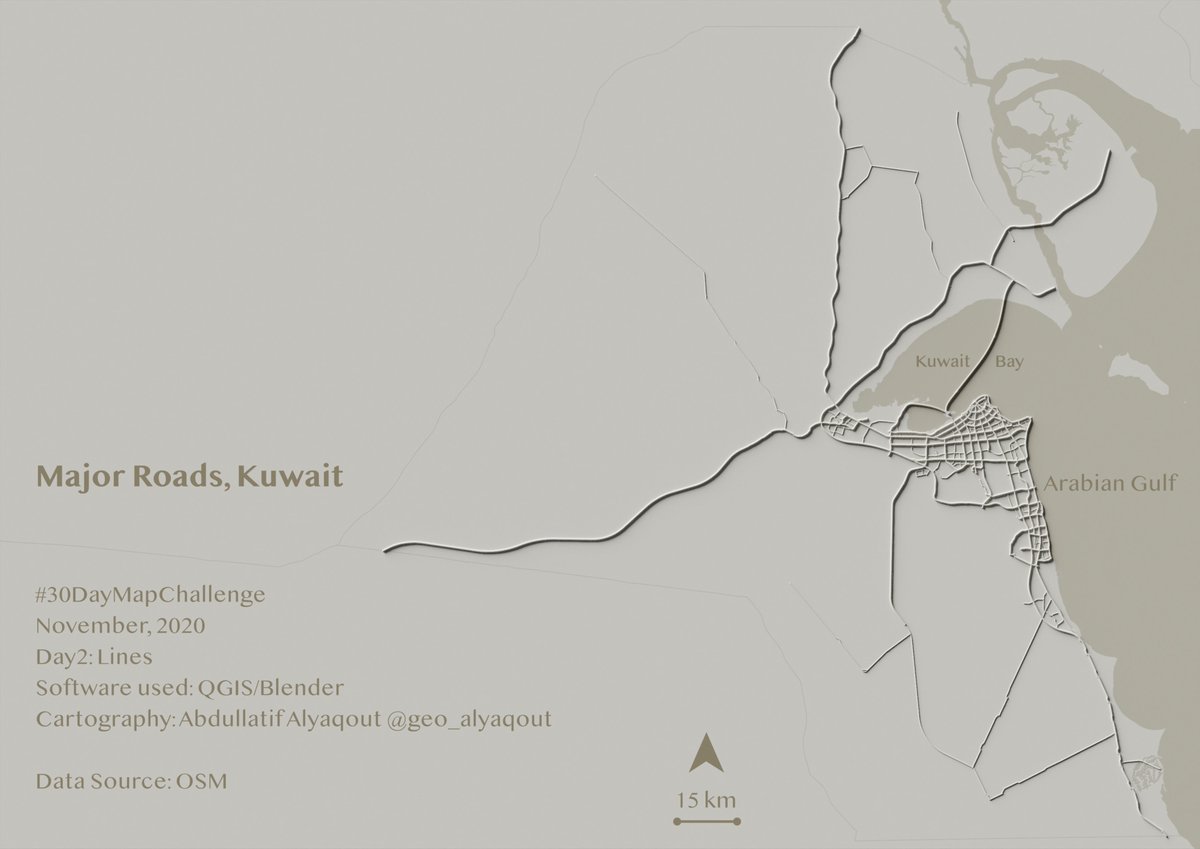 Kuwait Bay
Major Roads, Kuwait
Arabian Gulf
#30DayMapChallenge
November, 2020
Day2: Lines
Software used: QGIS/Blender
Cartography: Abdullatif Alyaqout @geo_alyaqout
Data Source: OSM
15 km